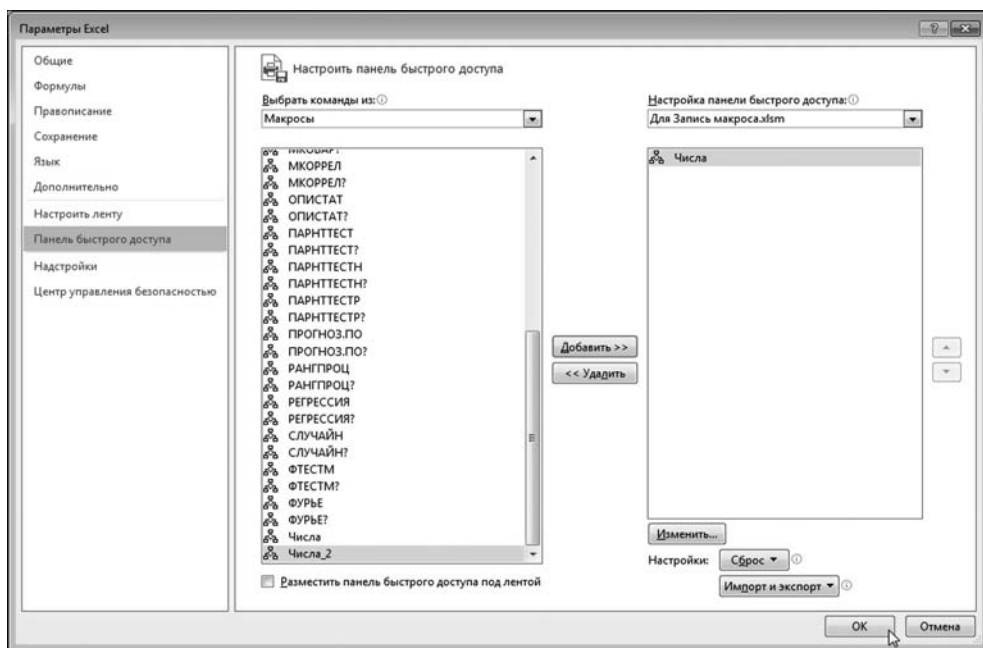 Параметры Excel
Общие
Формулы
Правописание
Сохранение
Язык
Дополнительно
Настроить ленту
Панель быстрого доступа
Надстройки
Центр управления безопасностью
Настроить панель быстрого доступа
Выбрать команды из:
Макросы
МКОРРЕЛ
МКОРРЕЛ?
ОПИСТАТ
ОПИСТАТ?
ПАРНТТЕСТ
ПАРНТТЕСТ?
ПАРНТТЕСТН
ПАРНТТЕСТН?
ПАРНТТЕСТР
ПАРНТТЕСТР?
ПРОГНОЗ.ПО
ПРОГНОЗ.ПО?
РАНГПРОЦ
РАНГПРОЦ?
РЕГРЕССИЯ
РЕГРЕССИЯ?
СЛУЧАЙН
СЛУЧАЙН?
ФТЕСТМ
ФТЕСТМ?
ФУРЬЕ
ФУРЬЕ?
Числа
Числа_2
Разместить панель быстрого доступа под лентой
Добавить >>
<< Удалить
Настройка панели быстрого доступа:
Для Запись макроса.xlsm
Числа
Изменить...
Настройки: Сброс
Импорт и экспорт
ОК
Отмена